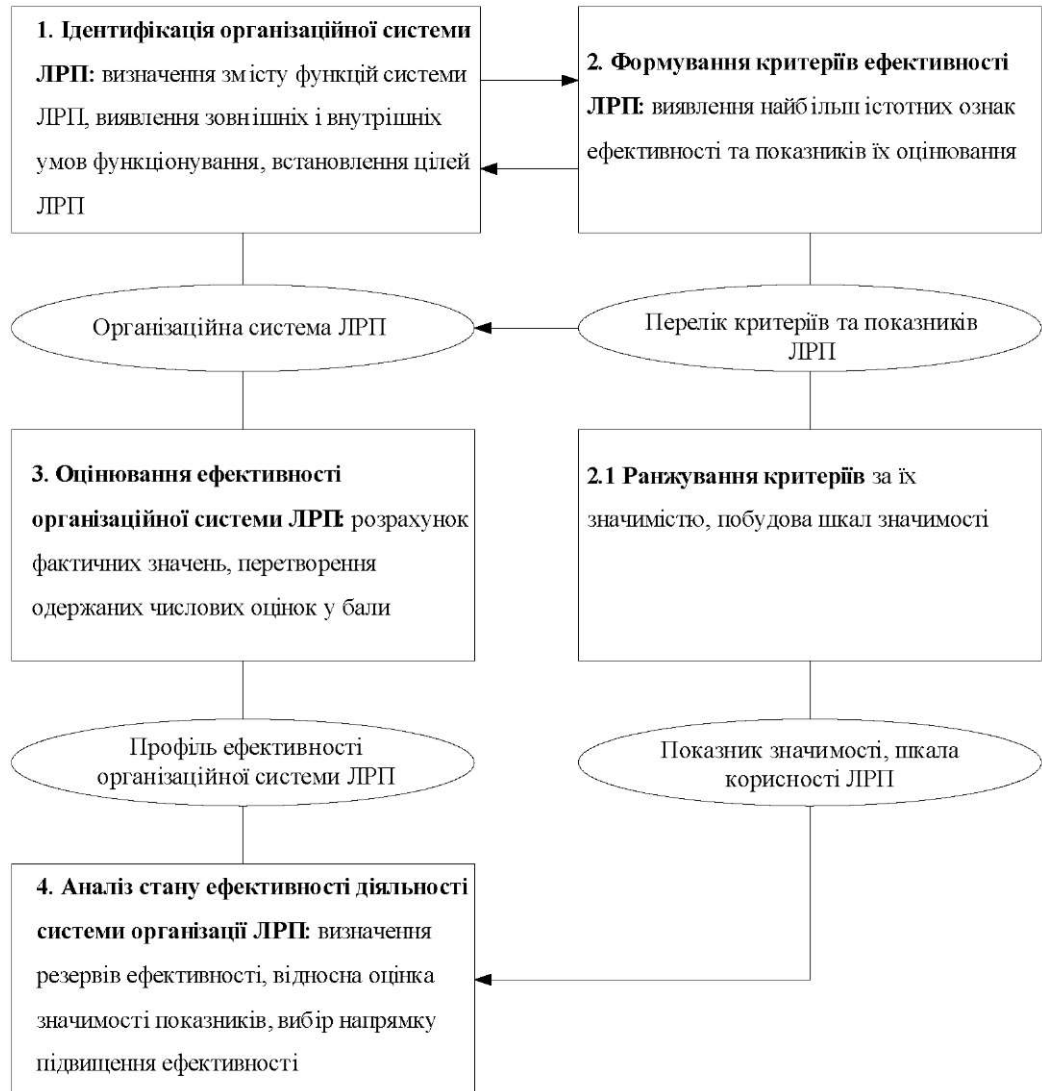 1. Ідентифікація організаційної системи
ЛРП: визначення змісту функцій системи
ЛРП, виявлення зовнішніх і внутрішніх
умов функціонування, встановлення цілей
ЛРП
2. Формування критеріїв ефективності
ЛРП: виявлення найбільш істотних ознак
ефективності та показників їх оцінювання
Організаційна система ЛРП
Перелік критеріїв та показників
ЛРП
3. Оцінювання ефективності
організаційної системи ЛРП: розрахунок
фактичних значень, перетворення
одержаних числових оцінок у бали
2.1 Ранжування критеріїв за їх
значимістю, побудова шкал значимості
Профіль ефективності
організаційної системи ЛРП
Показник значимості, шкала
корисності ЛРП
4. Аналіз стану ефективності діяльності
системи організації ЛРП: визначення
резервів ефективності, відносна оцінка
значимості показників, вибір напрямку
підвищення ефективності